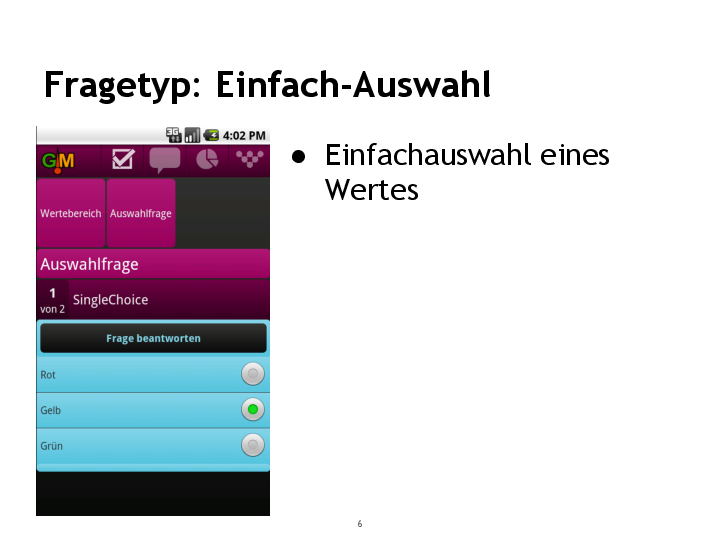 Fragetyp: Einfach-Auswahl
3G
4:02 PM
G!M
Wertebereich
Auswahlfrage
Auswahlfrage
1
von 2
SingleChoice
Frage beantworten
Rot
Gelb
Grün
● Einfachauswahl eines
Wertes
6